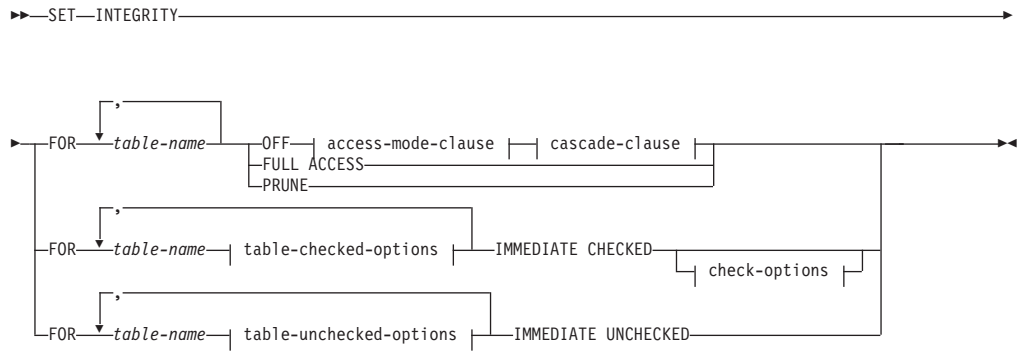 SET INTEGRITY
,
FOR table-name OFF access-mode-clause cascade-clause
FULL ACCESS
PRUNE
,
FOR table-name table-checked-options IMMEDIATE CHECKED
check-options
,
FOR table-name table-unchecked-options IMMEDIATE UNCHECKED